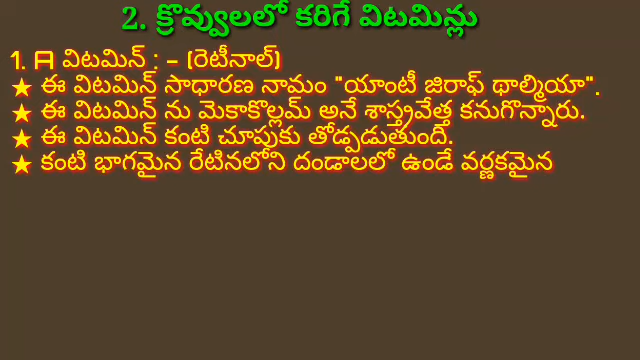 2. క్రొవ్వులలో కరిగే విటమిన్లు
1. A విటమిన్ : – (రెటీనాల్)
★ ఈ విటమిన్ సాధారణ నామం "యాంటీ జిరాఫ్ థాల్మియా".
★ ఈ విటమిన్ ను మెకాకొల్లమ్ అనే శాస్త్రవేత్త కనుగొన్నారు.
★ ఈ విటమిన్ కంటి చూపుకు తోడ్పడుతుంది.
★ కంటి భాగమైన రేటినలోని దండాలలో ఉండే వర్ణకమైన